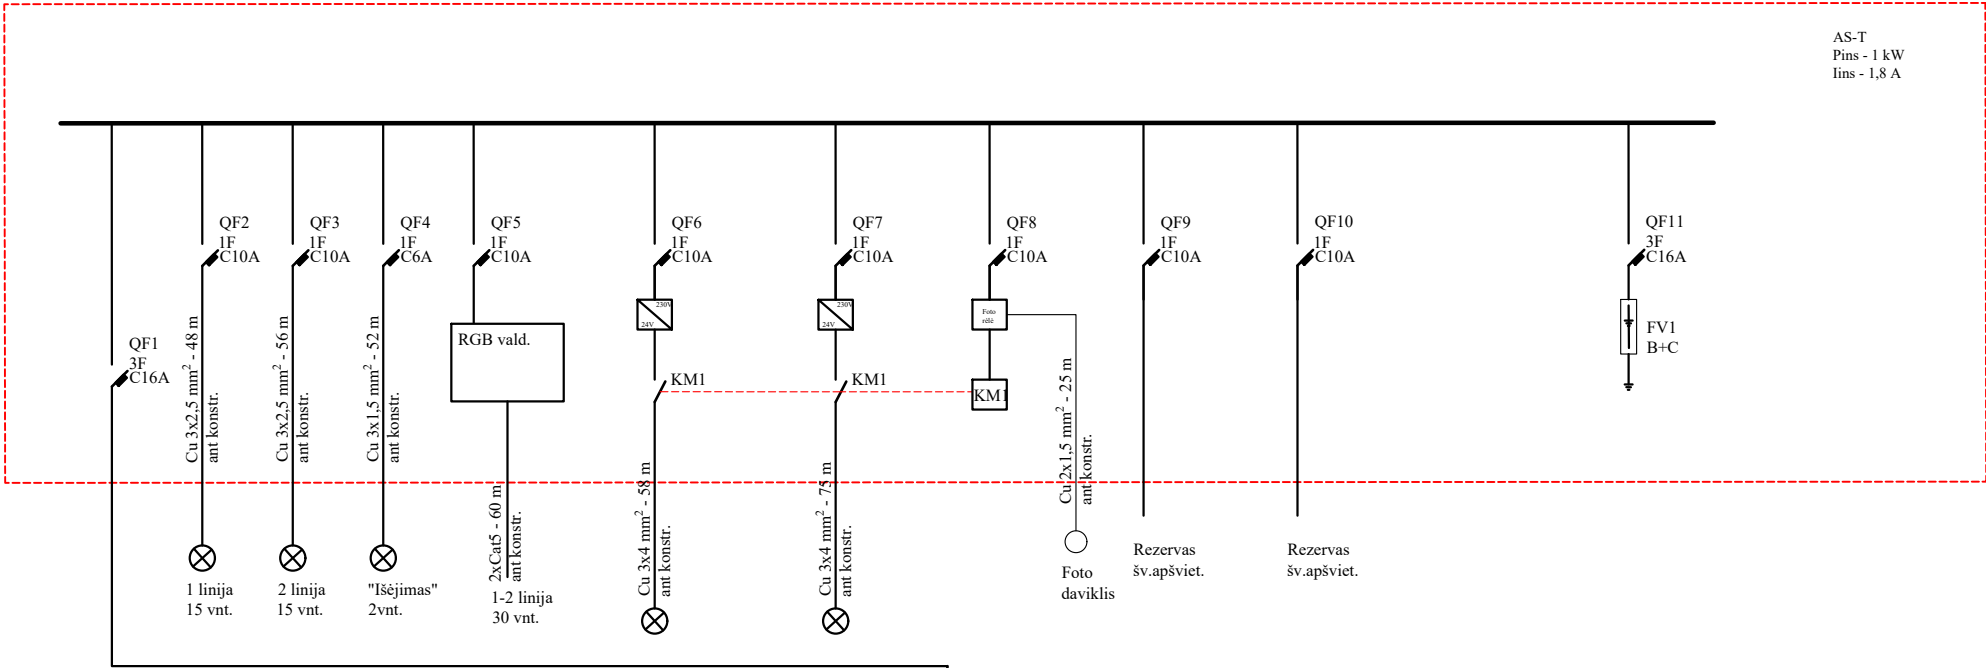 AS-T
Pins - 1 kW
Iins - 1,8 A
QF1
3F
C16A
QF2
1F
C10A
Cu 3x2,5 mm² - 48 m
ant konstr.
1 linija
15 vnt.
QF3
1F
C10A
Cu 3x2,5 mm² - 56 m
ant konstr.
2 linija
15 vnt.
QF4
1F
C6A
Cu 3x1,5 mm² - 52 m
ant konstr.
"Išėjimas"
2vnt.
QF5
1F
C10A
RGB vald.
2xCat5 - 60 m
ant konstr.
1-2 linija
30 vnt.
QF6
1F
C10A
230V
24V
KM1
Cu 3x4 mm² - 58 m
ant konstr.
QF7
1F
C10A
230V
24V
KM1
Cu 3x4 mm² - 75 m
ant konstr.
QF8
1F
C10A
Foto
rėlė
KM1
Cu 2x1,5 mm² - 25 m
ant konstr.
Foto
daviklis
QF9
1F
C10A
Rezervas
šv.apšviet.
QF10
1F
C10A
Rezervas
šv.apšviet.
QF11
3F
C16A
FV1
B+C